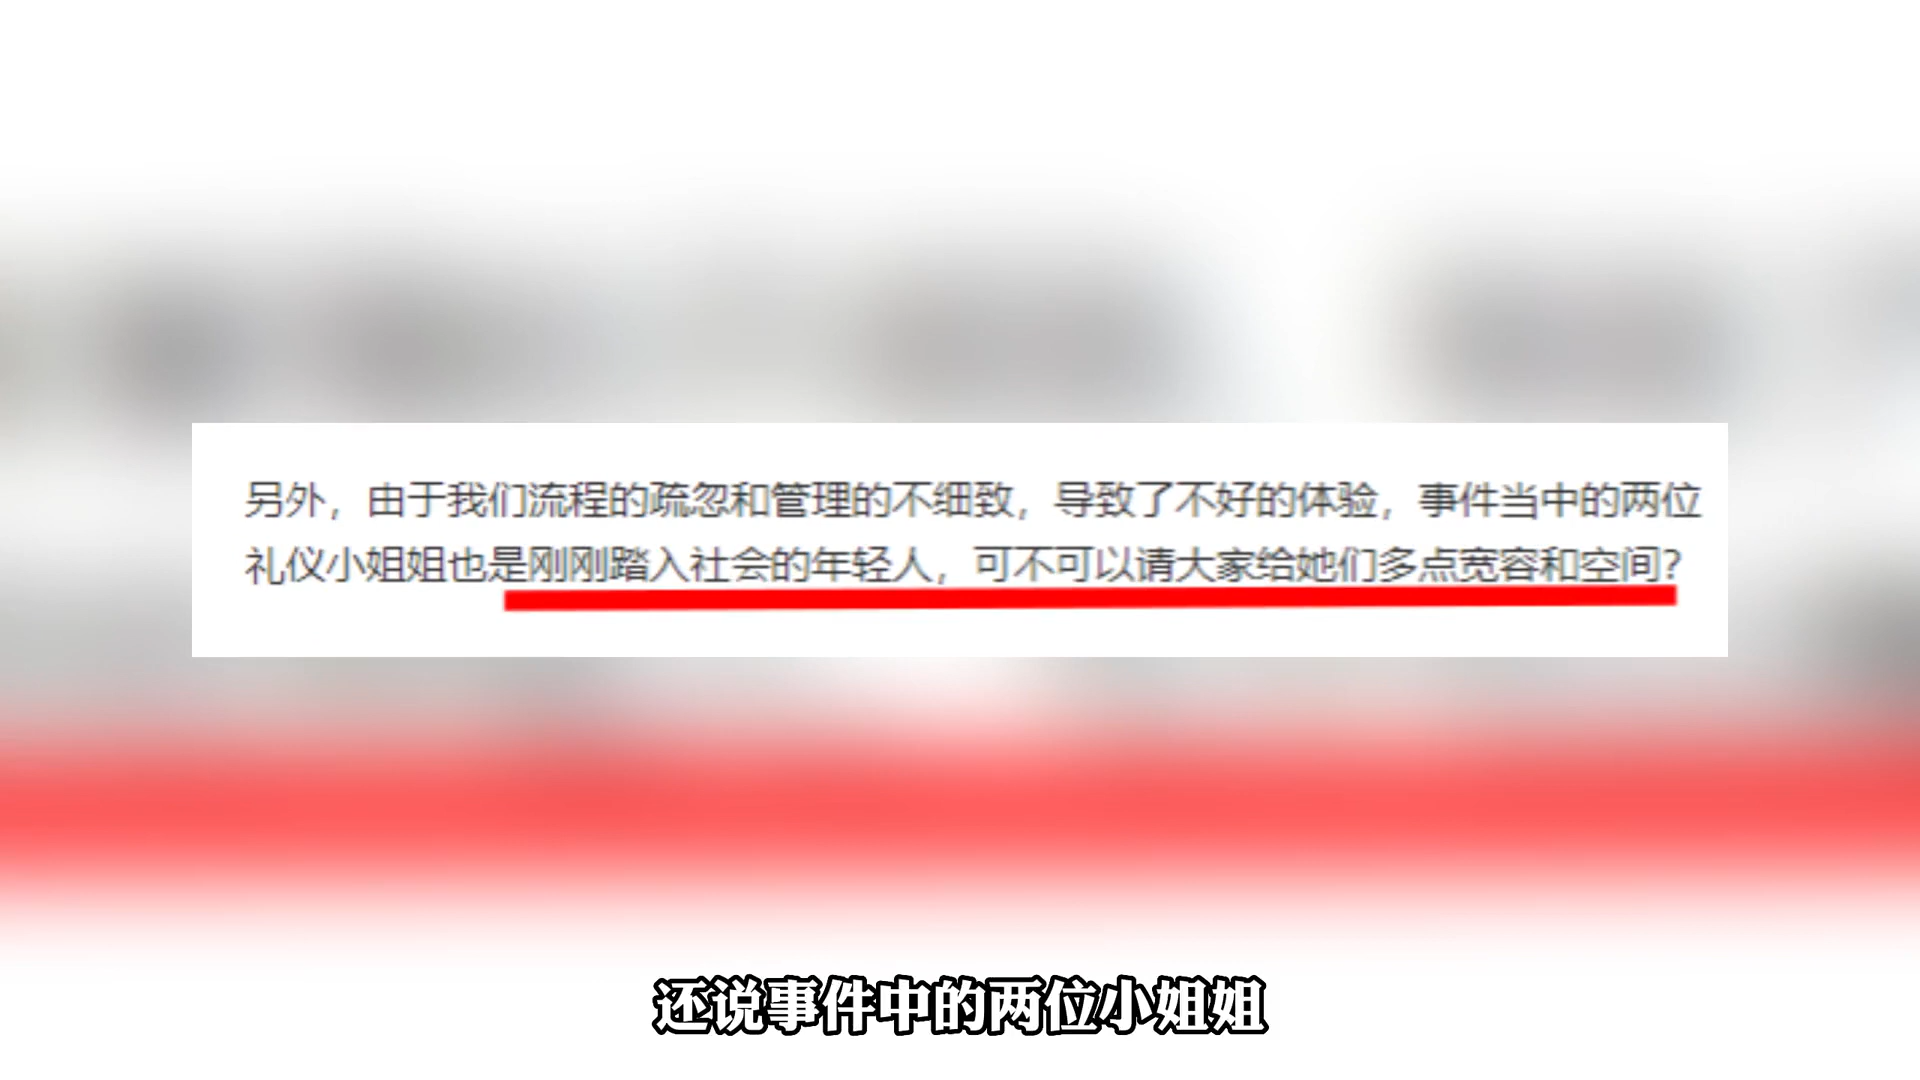 另外，由于我们流程的疏忽和管理的不细致，导致了不好的体验，事件当中的两位
礼仪小姐姐也是刚刚踏入社会的年轻人，可不可以请大家给她们多点宽容和空间？
还说事件中的两位小姐姐